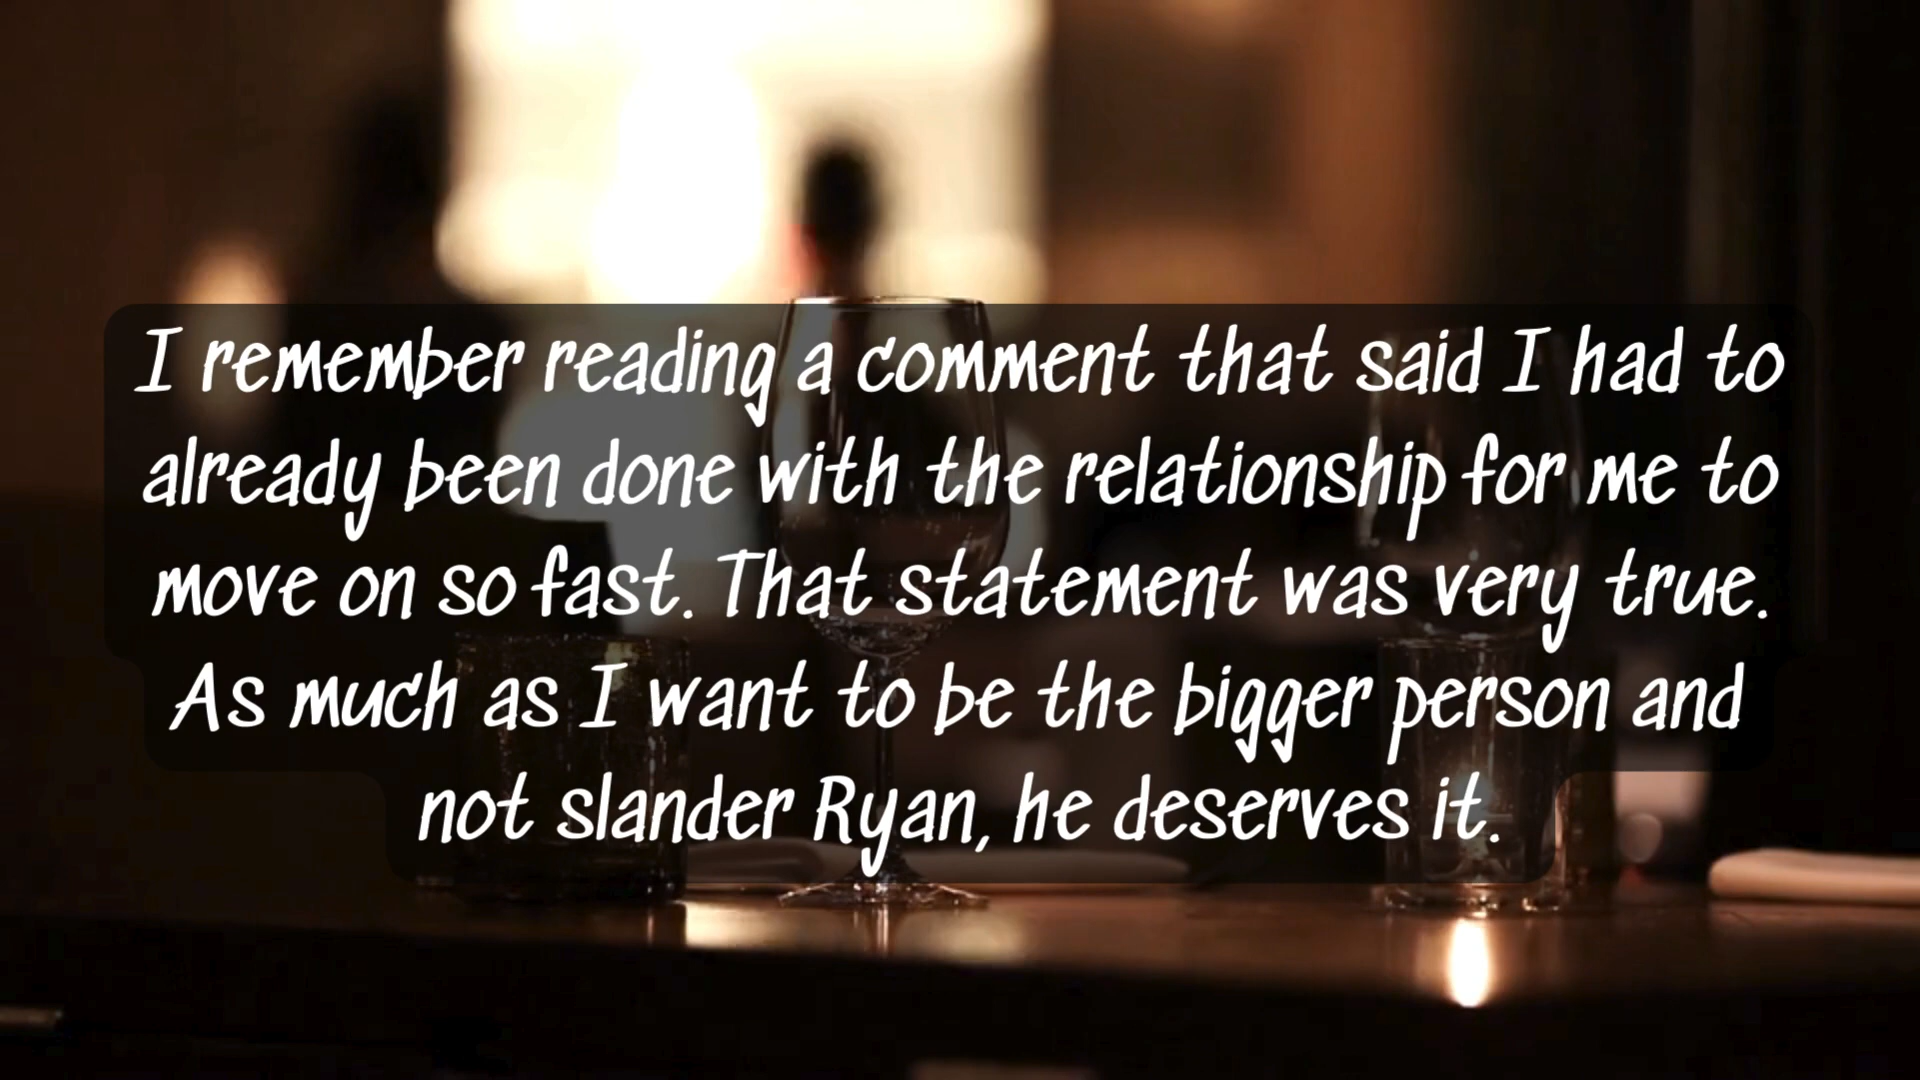 I remember reading a comment that said I had to
already been done with the relationship for me to
move on so fast. That statement was very true.
As much as I want to be the bigger person and
not slander Ryan, he deserves it.